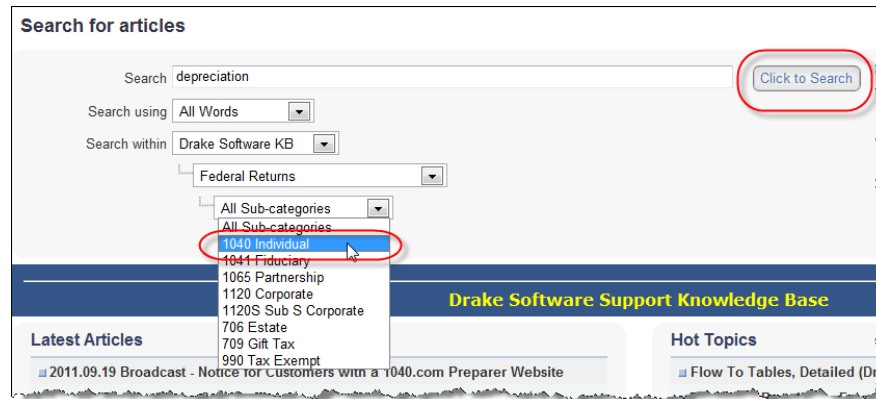 Search for articles
Search depreciation Click to Search
Search using All Words
Search within Drake Software KB
Federal Returns
All Sub-categories
All Sub-categories
1040 Individual
1041 Fiduciary
1065 Partnership
1120 Corporate
1120S Sub S Corporate
706 Estate
709 Gift Tax
990 Tax Exempt
Drake Software Support Knowledge Base
Latest Articles Hot Topics
2011.09.19 Broadcast - Notice for Customers with a 1040.com Preparer Website Flow To Tables, Detailed (Dr